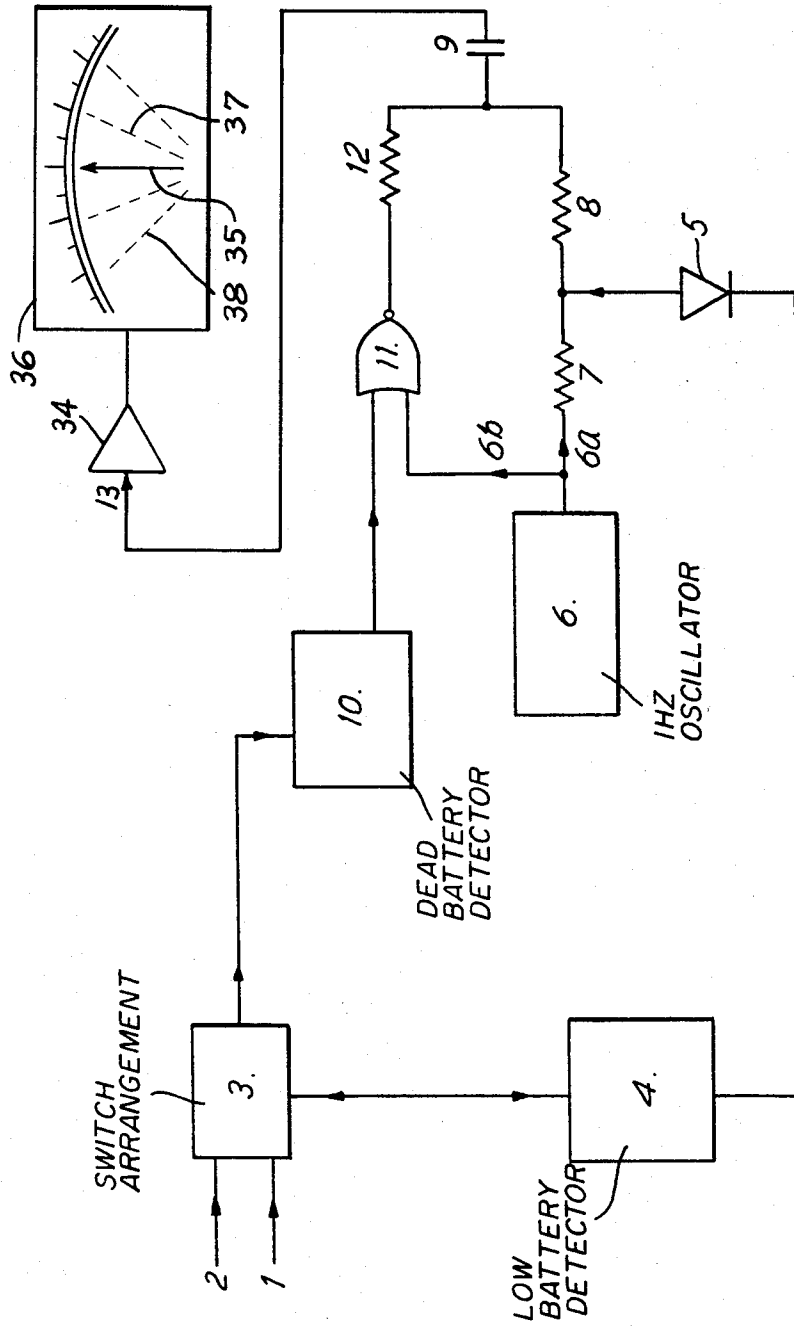 36
34
13
37
35
38
9
12
11.
8
7
5
6b
6a
6.
1HZ
OSCILLATOR
10.
DEAD
BATTERY
DETECTOR
SWITCH
ARRANGEMENT
3.
2
1
4.
LOW
BATTERY
DETECTOR